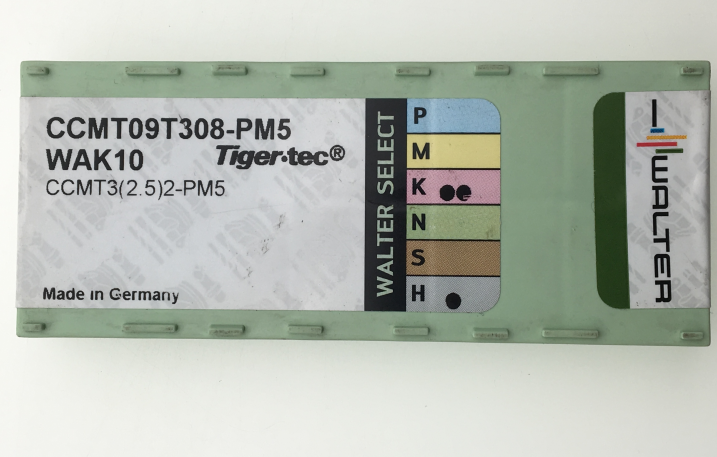 CCMT09T308-PM5
WAK10 Tiger·tec®
CCMT3(2.5)2-PM5
Made in Germany
WALTER SELECT
P
M
K
N
S
H
WALTER